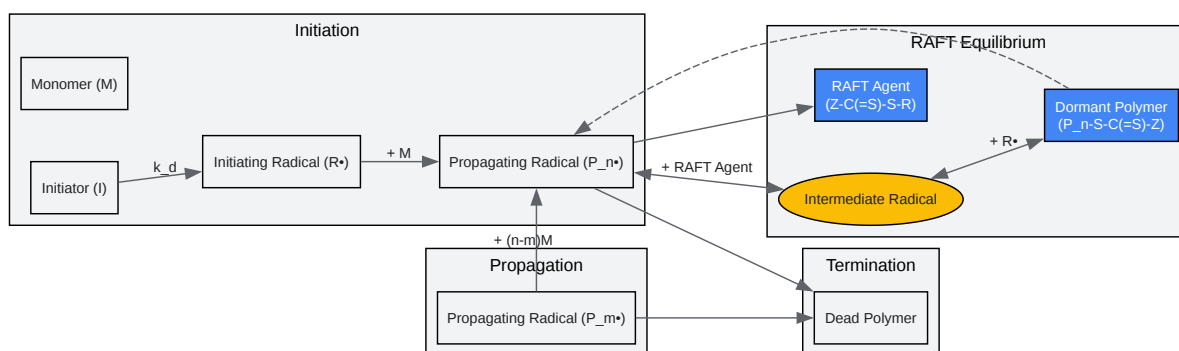 Initiation
RAFT Equilibrium
Monomer (M)
RAFT Agent
(Z-C(=S)-S-R)
Dormant Polymer
(P_n-S-C(=S)-Z)
Initiator (I)
k_d
Initiating Radical (R•)
+ M
Propagating Radical (P_n•)
+ RAFT Agent
+ R•
Intermediate Radical
+ (n-m)M
Propagation
Termination
Propagating Radical (P_m•)
Dead Polymer